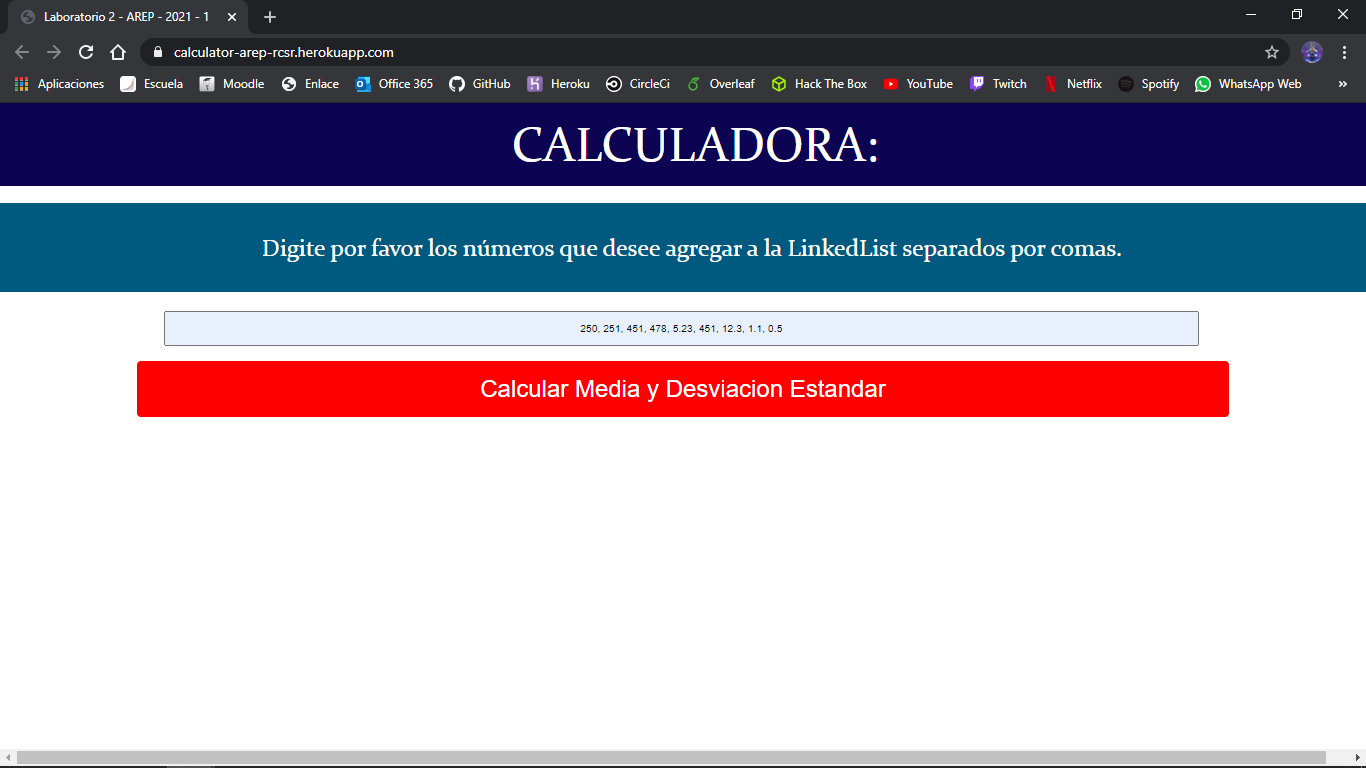 Laboratorio 2 - AREP - 2021 - 1
calculator-arep-rcsr.herokuapp.com
Aplicaciones Escuela Moodle Enlace Office 365 GitHub Heroku CircleCi Overleaf Hack The Box YouTube Twitch Netflix Spotify WhatsApp Web »
CALCULADORA:
Digite por favor los números que desee agregar a la LinkedList separados por comas.
250, 251, 451, 478, 5.23, 451, 12.3, 1.1, 0.5
Calcular Media y Desviacion Estandar